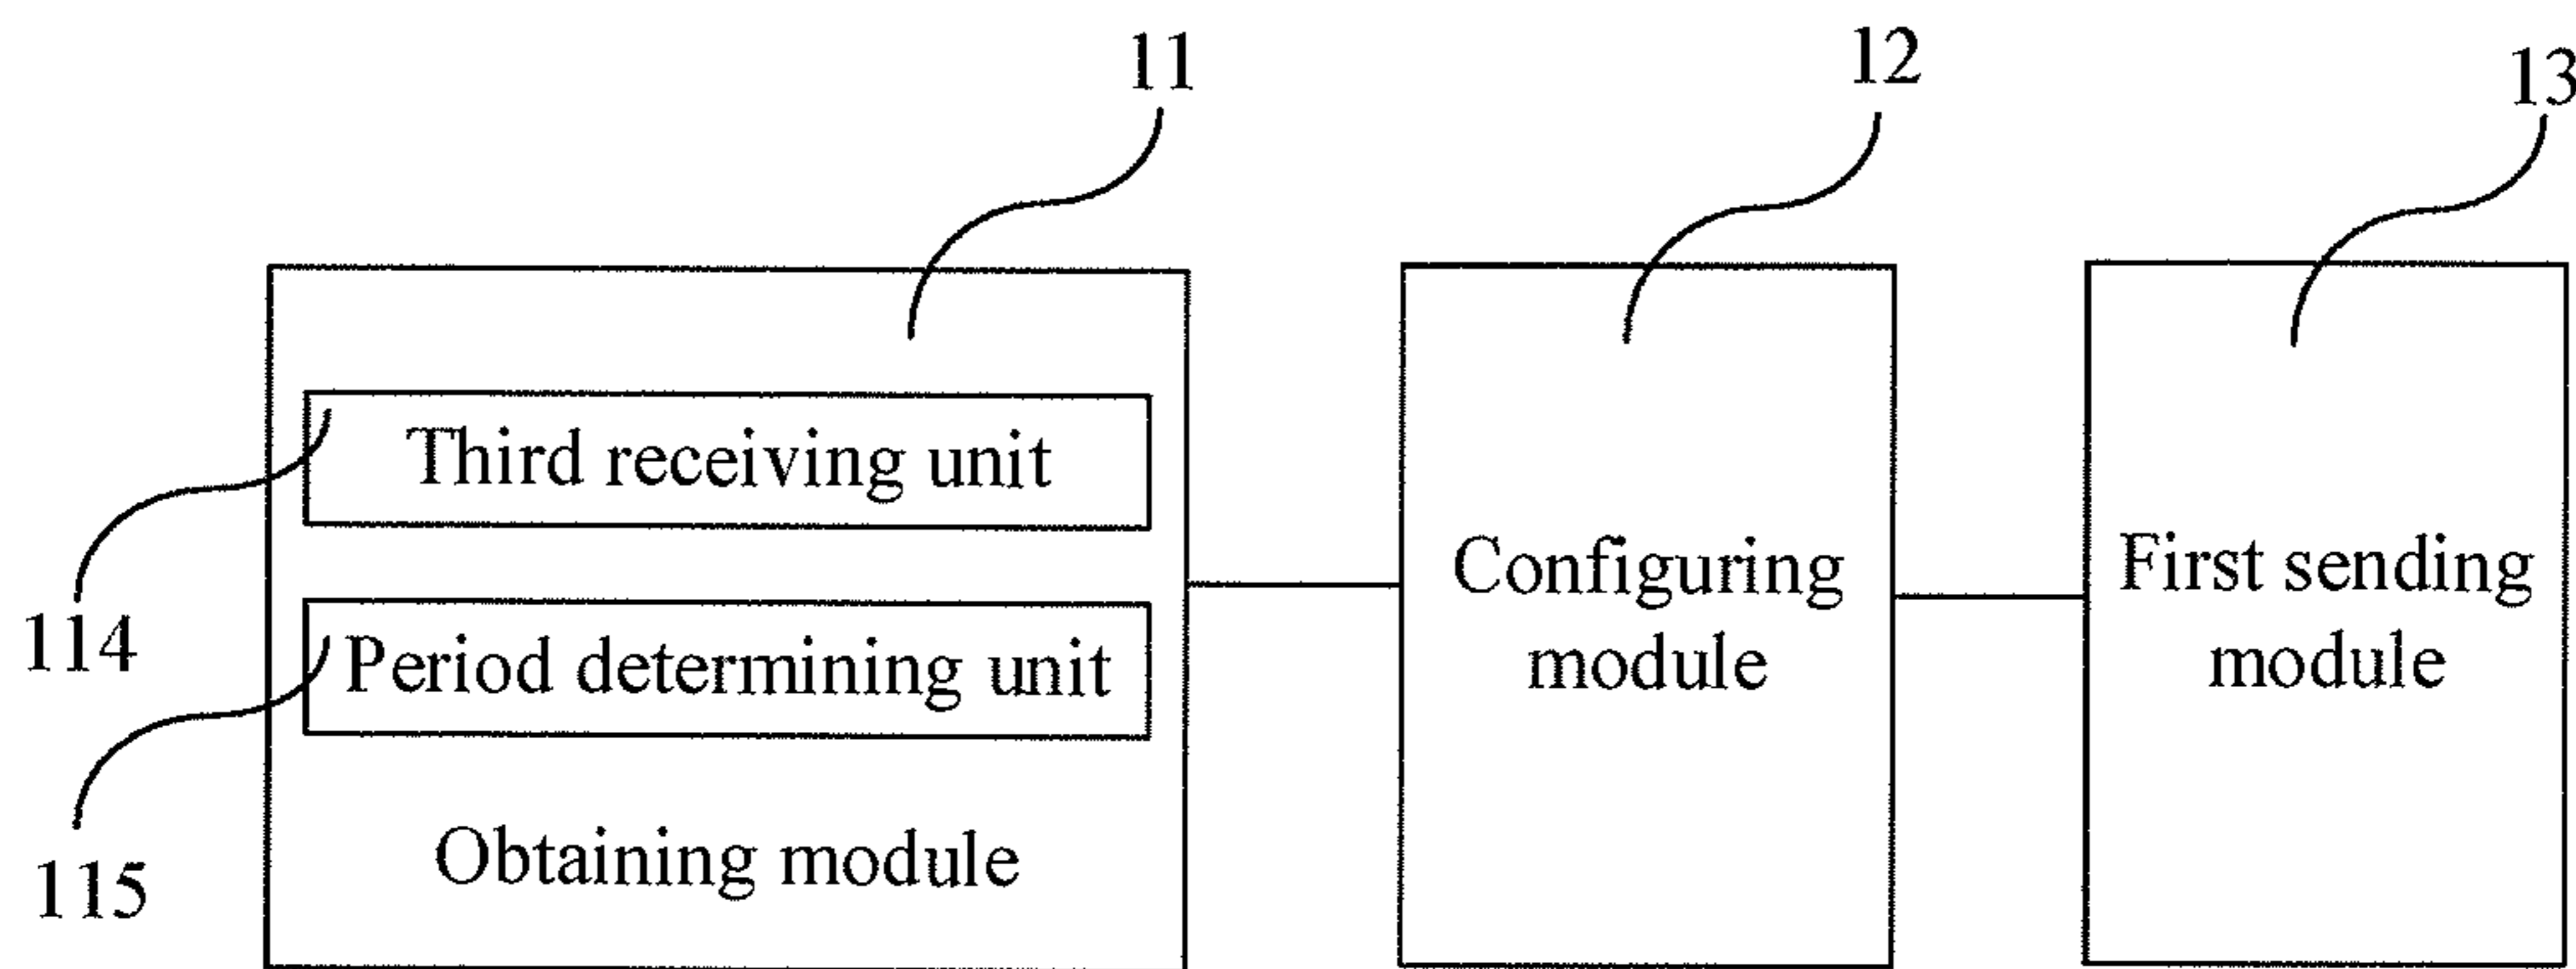 11
12
13
Third receiving unit
114
Period determining unit
115
Obtaining module
Configuring
module
First sending
module